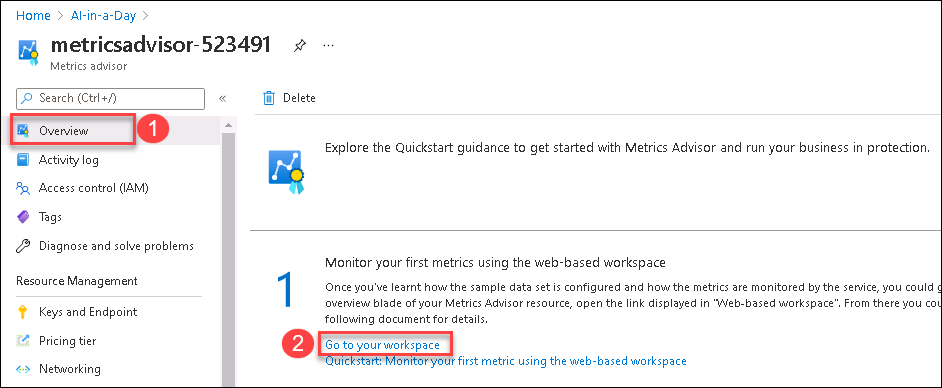 Home > AI-in-a-Day >
metricsadvisor-523491 ...
Metrics advisor
Search (Ctrl+/) «
Delete
Overview 1
Activity log
Access control (IAM)
Tags
Diagnose and solve problems
Resource Management
Keys and Endpoint
Pricing tier
Networking
Explore the Quickstart guidance to get started with Metrics Advisor and run your business in protection.
1
Monitor your first metrics using the web-based workspace
Once you've learnt how the sample data set is configured and how the metrics are monitored by the service, you could g
overview blade of your Metrics Advisor resource, open the link displayed in "Web-based workspace". From there you cou
following document for details.
2 Go to your workspace
Quickstart: Monitor your first metric using the web-based workspace